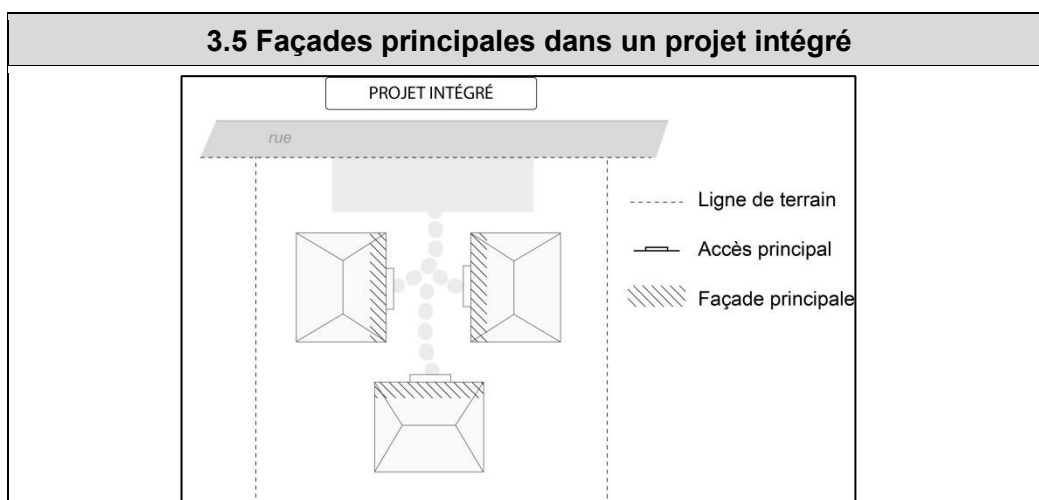 3.5 Façades principales dans un projet intégré
PROJET INTÉGRÉ
rue
Ligne de terrain
Accès principal
Façade principale